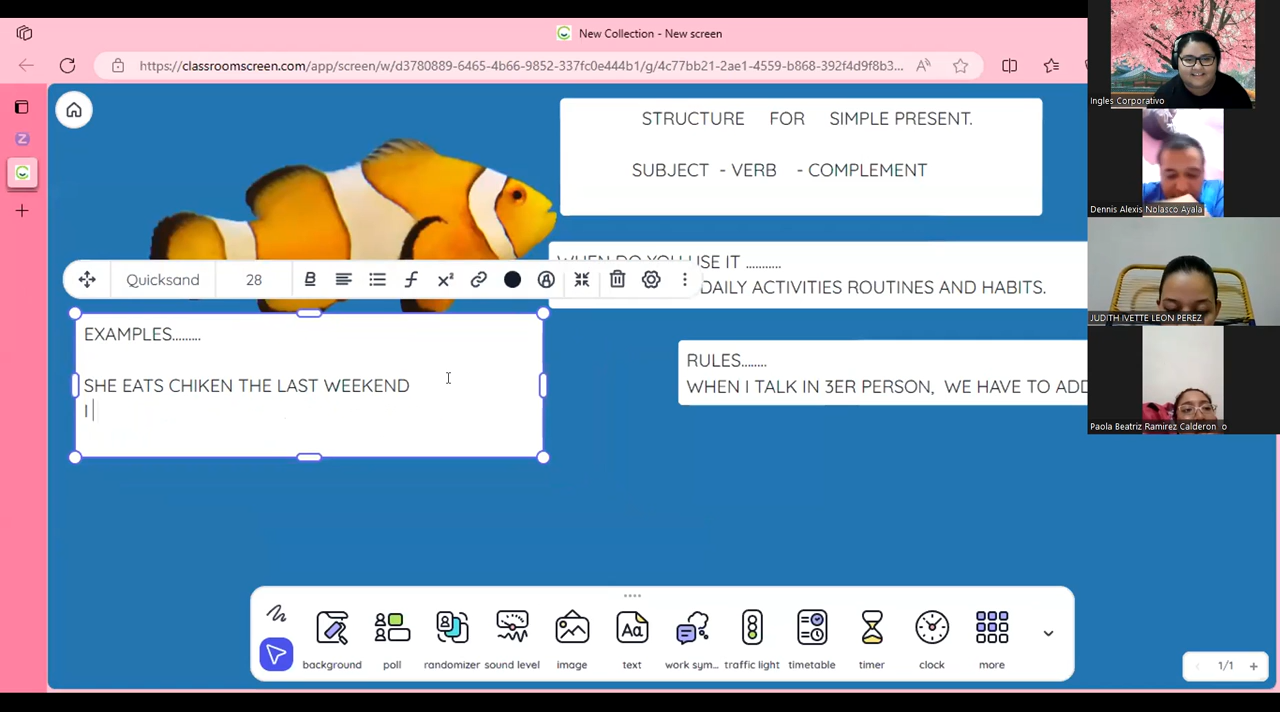 New Collection - New screen
https://classroomscreen.com/app/screen/w/d3780889-6465-4b66-9852-337fc0e444b1/g/4c77bb21-2ae1-4559-b868-392f4d9f8b3...
STRUCTURE FOR SIMPLE PRESENT.
SUBJECT - VERB - COMPLEMENT
USE IT ..........
DAILY ACTIVITIES ROUTINES AND HABITS.
Quicksand 28
EXAMPLES.........
SHE EATS CHIKEN THE LAST WEEKEND
I
RULES........
WHEN I TALK IN 3ER PERSON, WE HAVE TO ADD
Ingles Corporativo
Dennis Alexis Nolasco Ayala
JUDITH IVETTE LEON PEREZ
Paola Beatriz Ramirez Calderon o
background poll randomizer sound level image text work sym... traffic light timetable timer clock more
1/1